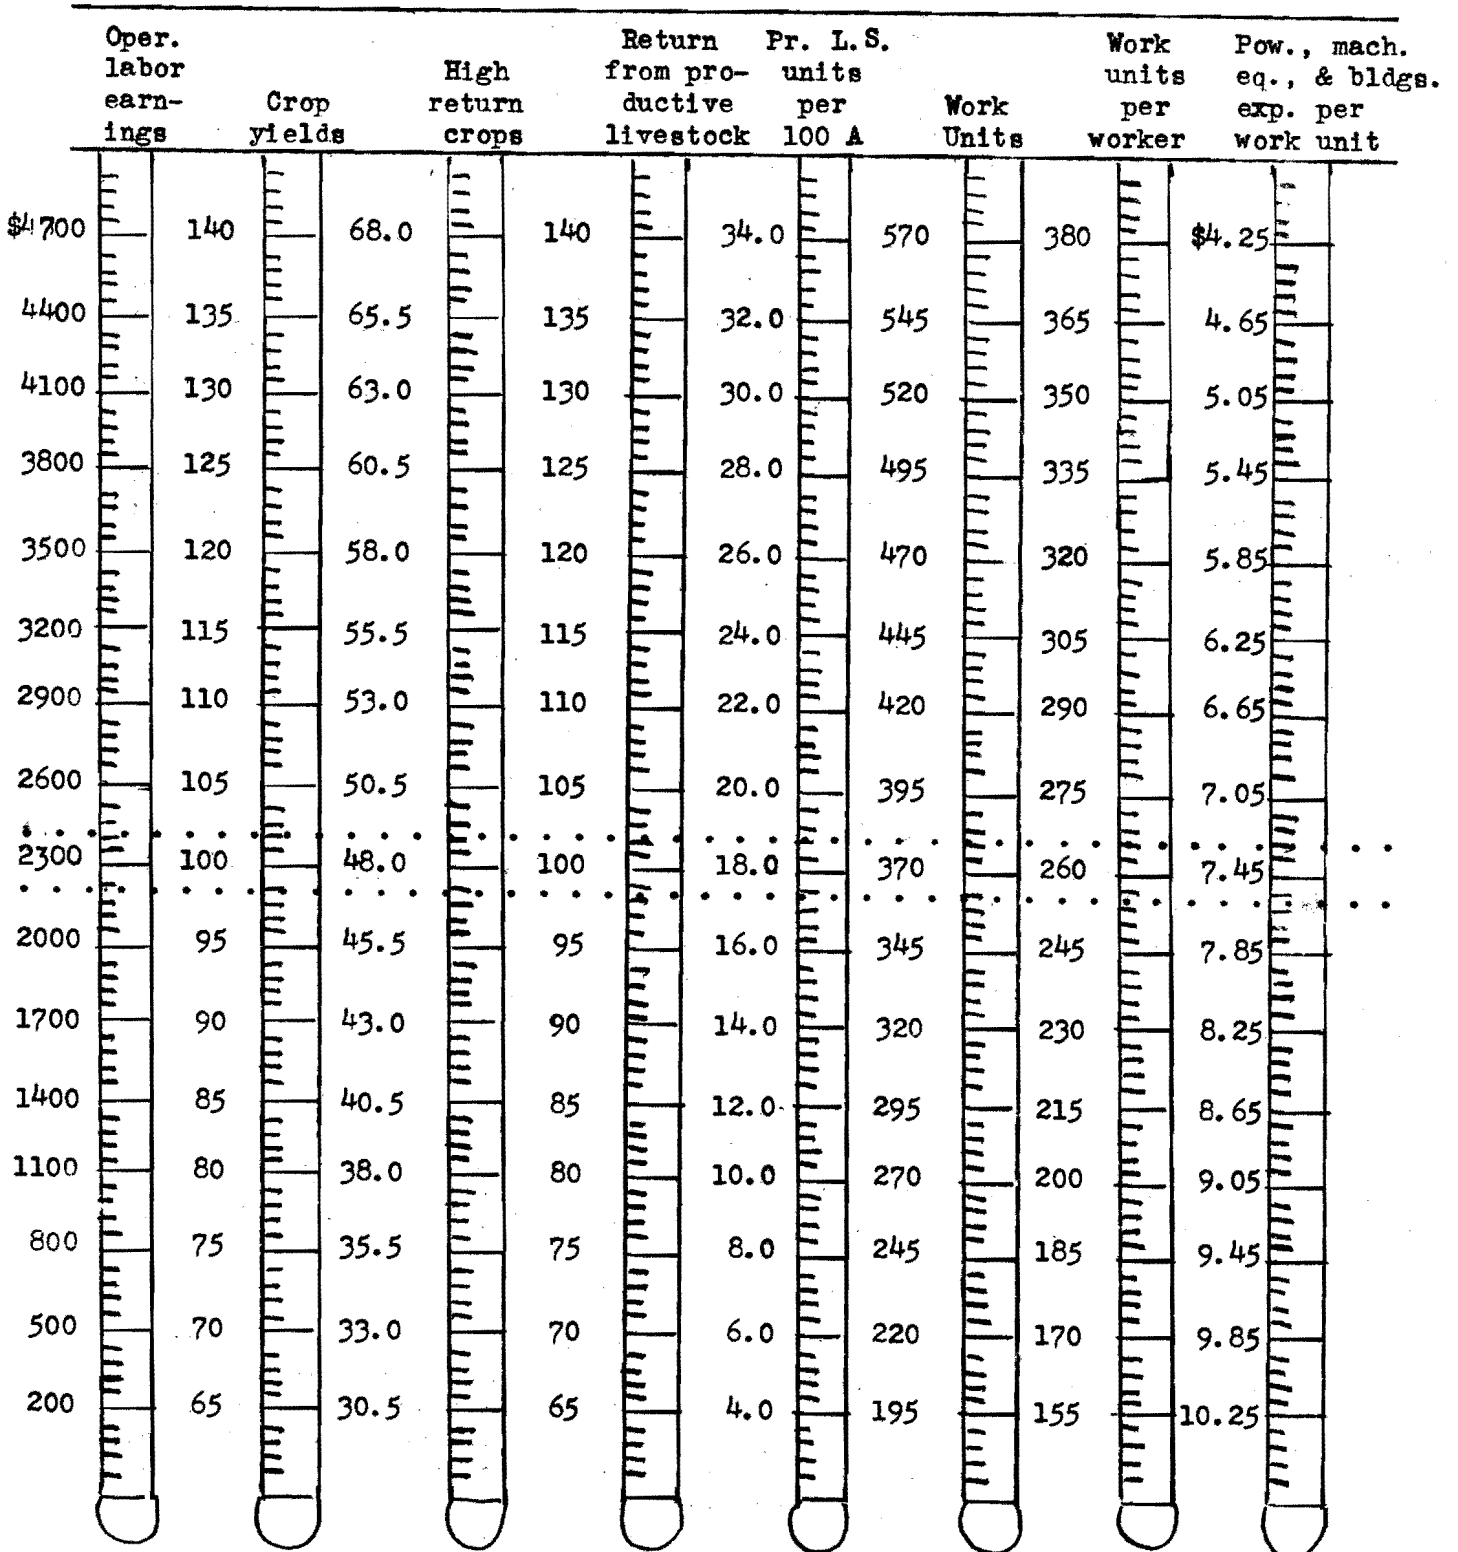 Oper. labor earn- ings
Crop yields
High return crops
Return from pro- ductive livestock
Pr. L.S. units per 100 A
Work Units
Work units per worker
Pow., mach. eq., & bldgs. exp. per work unit
$4700 140 68.0 140 34.0 570 380 $4.25
4400 135 65.5 135 32.0 545 365 4.65
4100 130 63.0 130 30.0 520 350 5.05
3800 125 60.5 125 28.0 495 335 5.45
3500 120 58.0 120 26.0 470 320 5.85
3200 115 55.5 115 24.0 445 305 6.25
2900 110 53.0 110 22.0 420 290 6.65
2600 105 50.5 105 20.0 395 275 7.05
2300 100 48.0 100 18.0 370 260 7.45
2000 95 45.5 95 16.0 345 245 7.85
1700 90 43.0 90 14.0 320 230 8.25
1400 85 40.5 85 12.0 295 215 8.65
1100 80 38.0 80 10.0 270 200 9.05
800 75 35.5 75 8.0 245 185 9.45
500 70 33.0 70 6.0 220 170 9.85
200 65 30.5 65 4.0 195 155 10.25